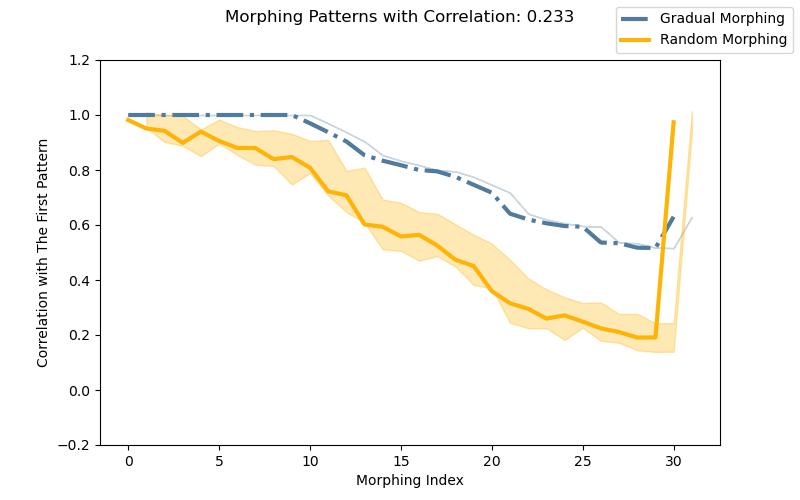 Morphing Patterns with Correlation: 0.233
Gradual Morphing
Random Morphing
1.2
1.0
0.8
0.6
0.4
0.2
0.0
−0.2
Correlation with The First Pattern
0 5 10 15 20 25 30
Morphing Index